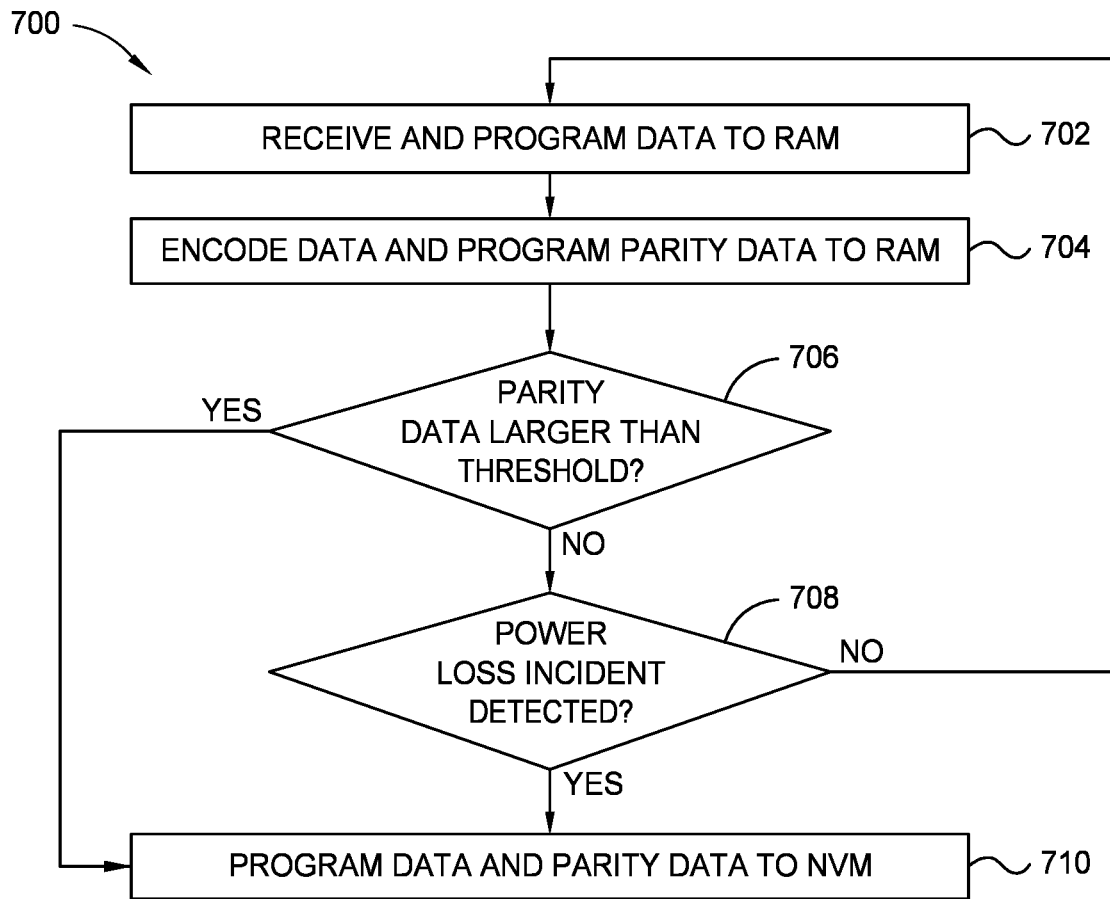 700
RECEIVE AND PROGRAM DATA TO RAM
702
ENCODE DATA AND PROGRAM PARITY DATA TO RAM
704
706
PARITY
DATA LARGER THAN
THRESHOLD?
YES
NO
708
POWER
LOSS INCIDENT
DETECTED?
NO
YES
PROGRAM DATA AND PARITY DATA TO NVM
710